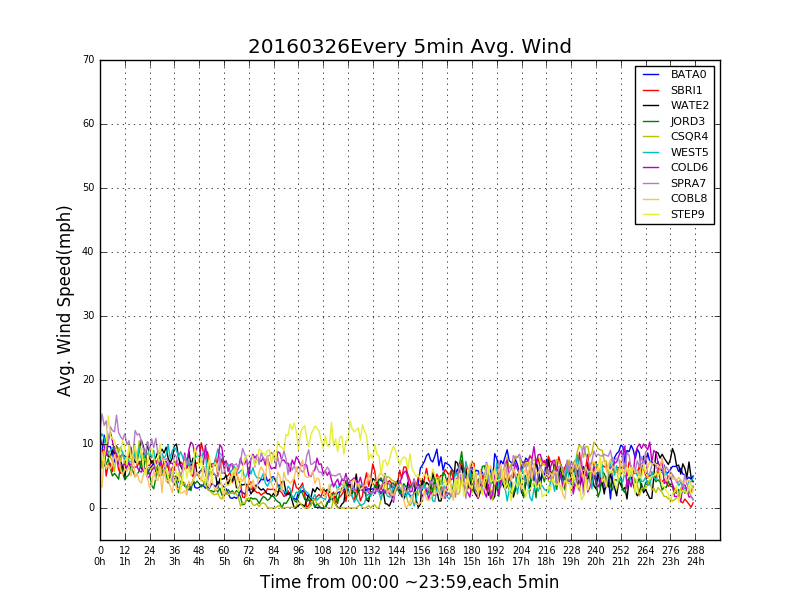 20160326Every 5min Avg. Wind
70
60
50
40
30
20
10
0
Avg. Wind Speed(mph)
BATA0
SBRI1
WATE2
JORD3
CSQR4
WEST5
COLD6
SPRA7
COBL8
STEP9
0 12 24 36 48 60 72 84 96 108 120 132 144 156 168 180 192 204 216 228 240 252 264 276 288
0h 1h 2h 3h 4h 5h 6h 7h 8h 9h 10h 11h 12h 13h 14h 15h 16h 17h 18h 19h 20h 21h 22h 23h 24h
Time from 00:00 ~23:59,each 5min